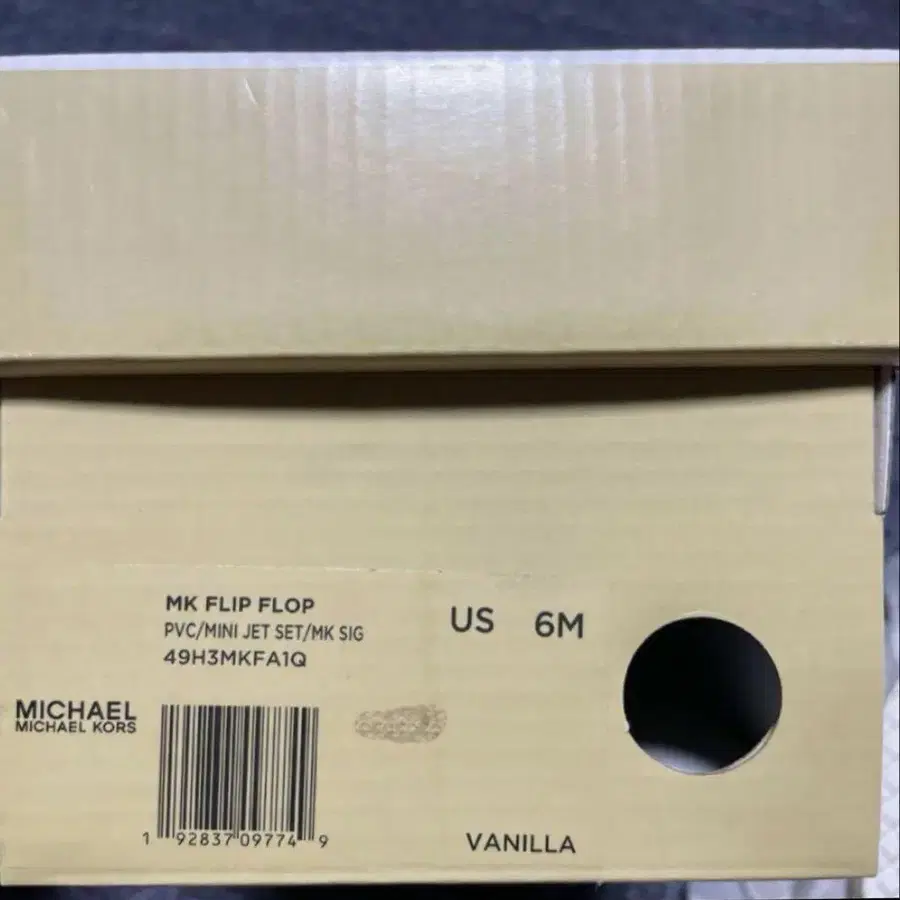 MK FLIP FLOP
PVC/MINI JET SET/MK SIG
49H3MKFA1Q
US 6M
MICHAEL
MICHAEL KORS
1 92837 09774 9
VANILLA